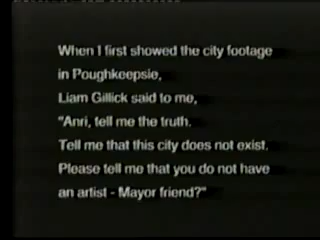 When I first showed the city footage
in Poughkeepsie,
Liam Gillick said to me,
"Anri, tell me the truth.
Tell me that this city does not exist.
Please tell me that you do not have
an artist - Mayor friend?"